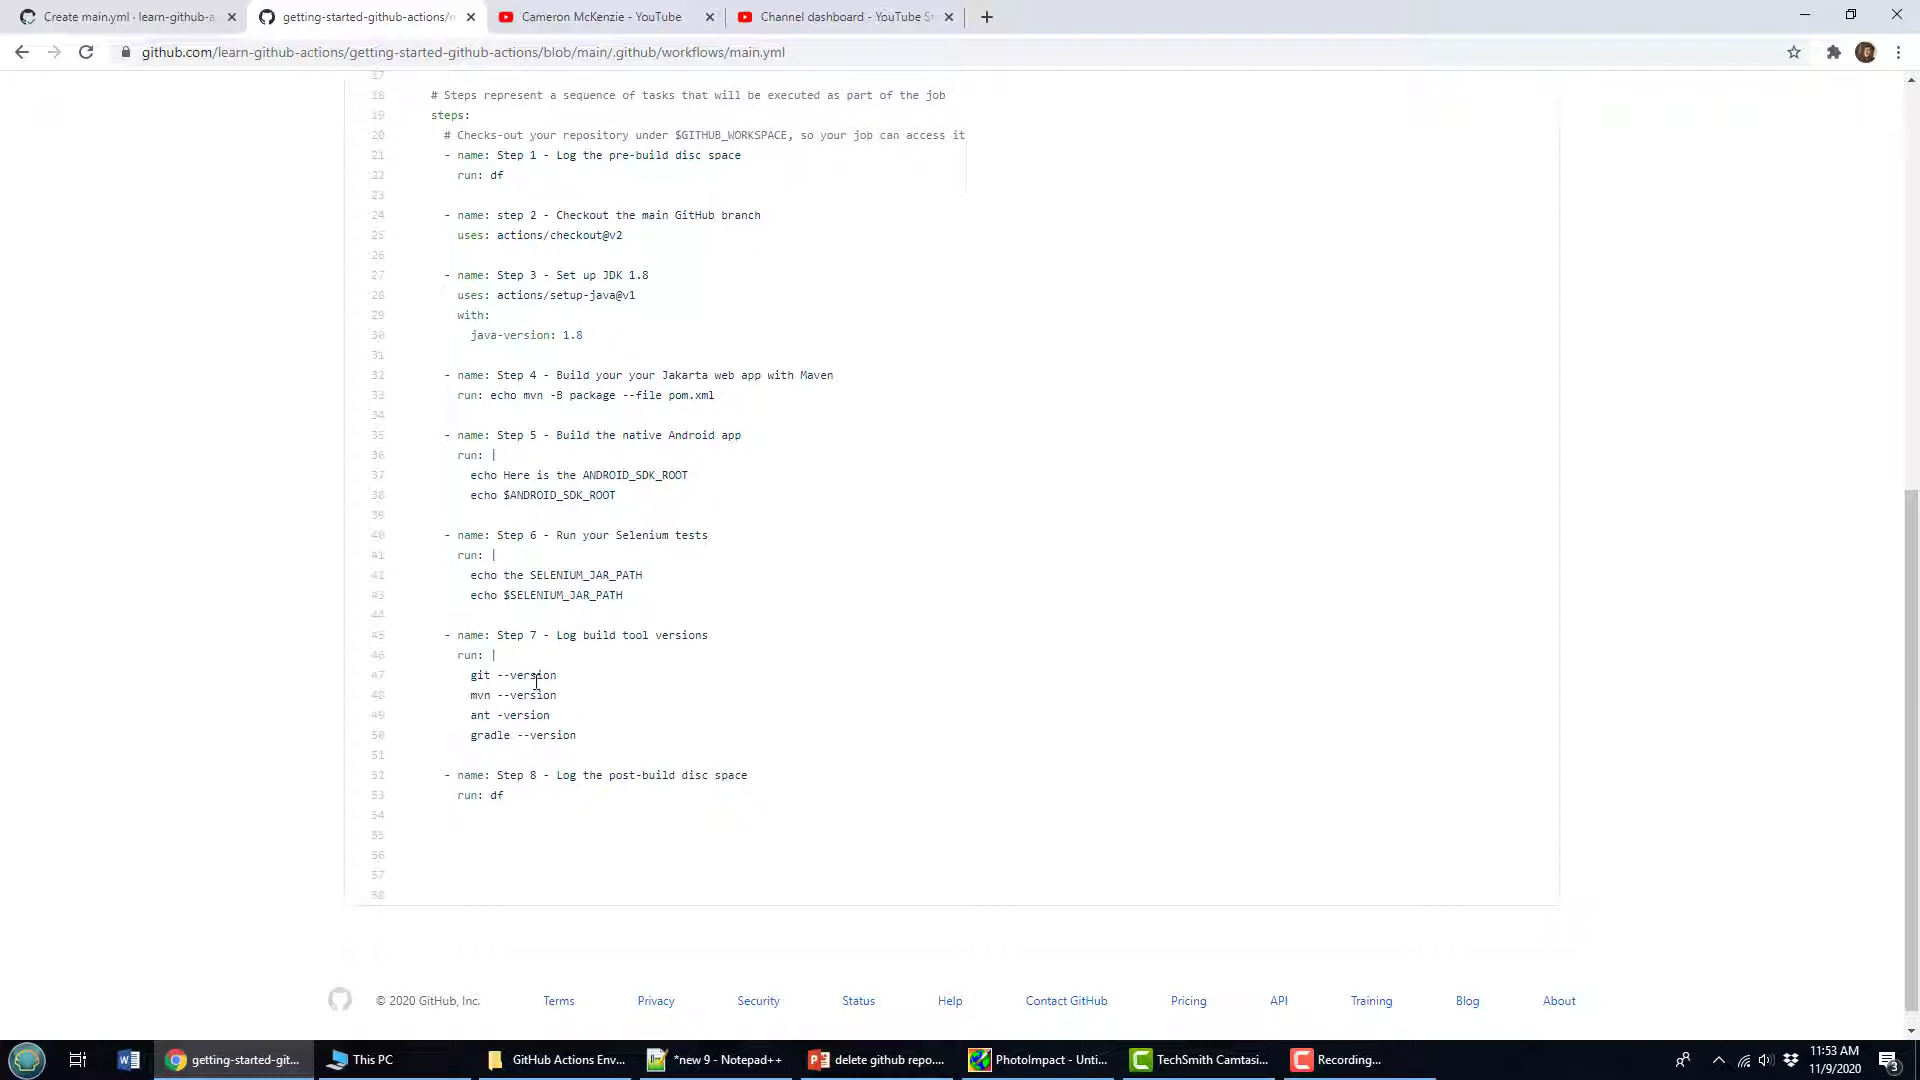 Create main.yml · learn-github-a
getting-started-github-actions/
Cameron McKenzie - YouTube
Channel dashboard - YouTube S
github.com/learn-github-actions/getting-started-github-actions/blob/main/.github/workflows/main.yml
17
18 # Steps represent a sequence of tasks that will be executed as part of the job
19 steps:
20 # Checks-out your repository under $GITHUB_WORKSPACE, so your job can access it
21 - name: Step 1 - Log the pre-build disc space
22 run: df
23
24 - name: step 2 - Checkout the main GitHub branch
25 uses: actions/checkout@v2
26
27 - name: Step 3 - Set up JDK 1.8
28 uses: actions/setup-java@v1
29 with:
30 java-version: 1.8
31
32 - name: Step 4 - Build your your Jakarta web app with Maven
33 run: echo mvn -B package --file pom.xml
34
35 - name: Step 5 - Build the native Android app
36 run: |
37 echo Here is the ANDROID_SDK_ROOT
38 echo $ANDROID_SDK_ROOT
39
40 - name: Step 6 - Run your Selenium tests
41 run: |
42 echo the SELENIUM_JAR_PATH
43 echo $SELENIUM_JAR_PATH
44
45 - name: Step 7 - Log build tool versions
46 run: |
47 git --version
48 mvn --version
49 ant -version
50 gradle --version
51
52 - name: Step 8 - Log the post-build disc space
53 run: df
54
55
56
57
58
© 2020 GitHub, Inc. Terms Privacy Security Status Help Contact GitHub Pricing API Training Blog About
getting-started-git...
This PC
GitHub Actions Env...
*new 9 - Notepad++
delete github repo....
PhotoImpact - Unti...
TechSmith Camtasi...
Recording...
11:53 AM
11/9/2020
3